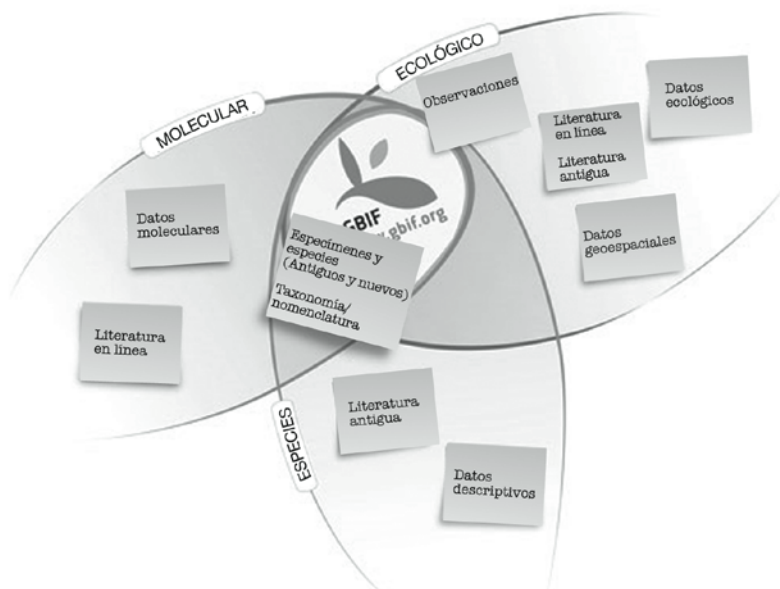 ECOLÓGICO
MOLECULAR
Observaciones
Datos
ecológicos
Literatura
en línea
Literatura
antigua
Datos
geoespaciales
Datos
moleculares
Literatura
en línea
GBIF
gbif.org
Especímenes y
especies
(Antiguos y nuevos)
Taxonomía/
nomenclatura
ESPECIES
Literatura
antigua
Datos
descriptivos